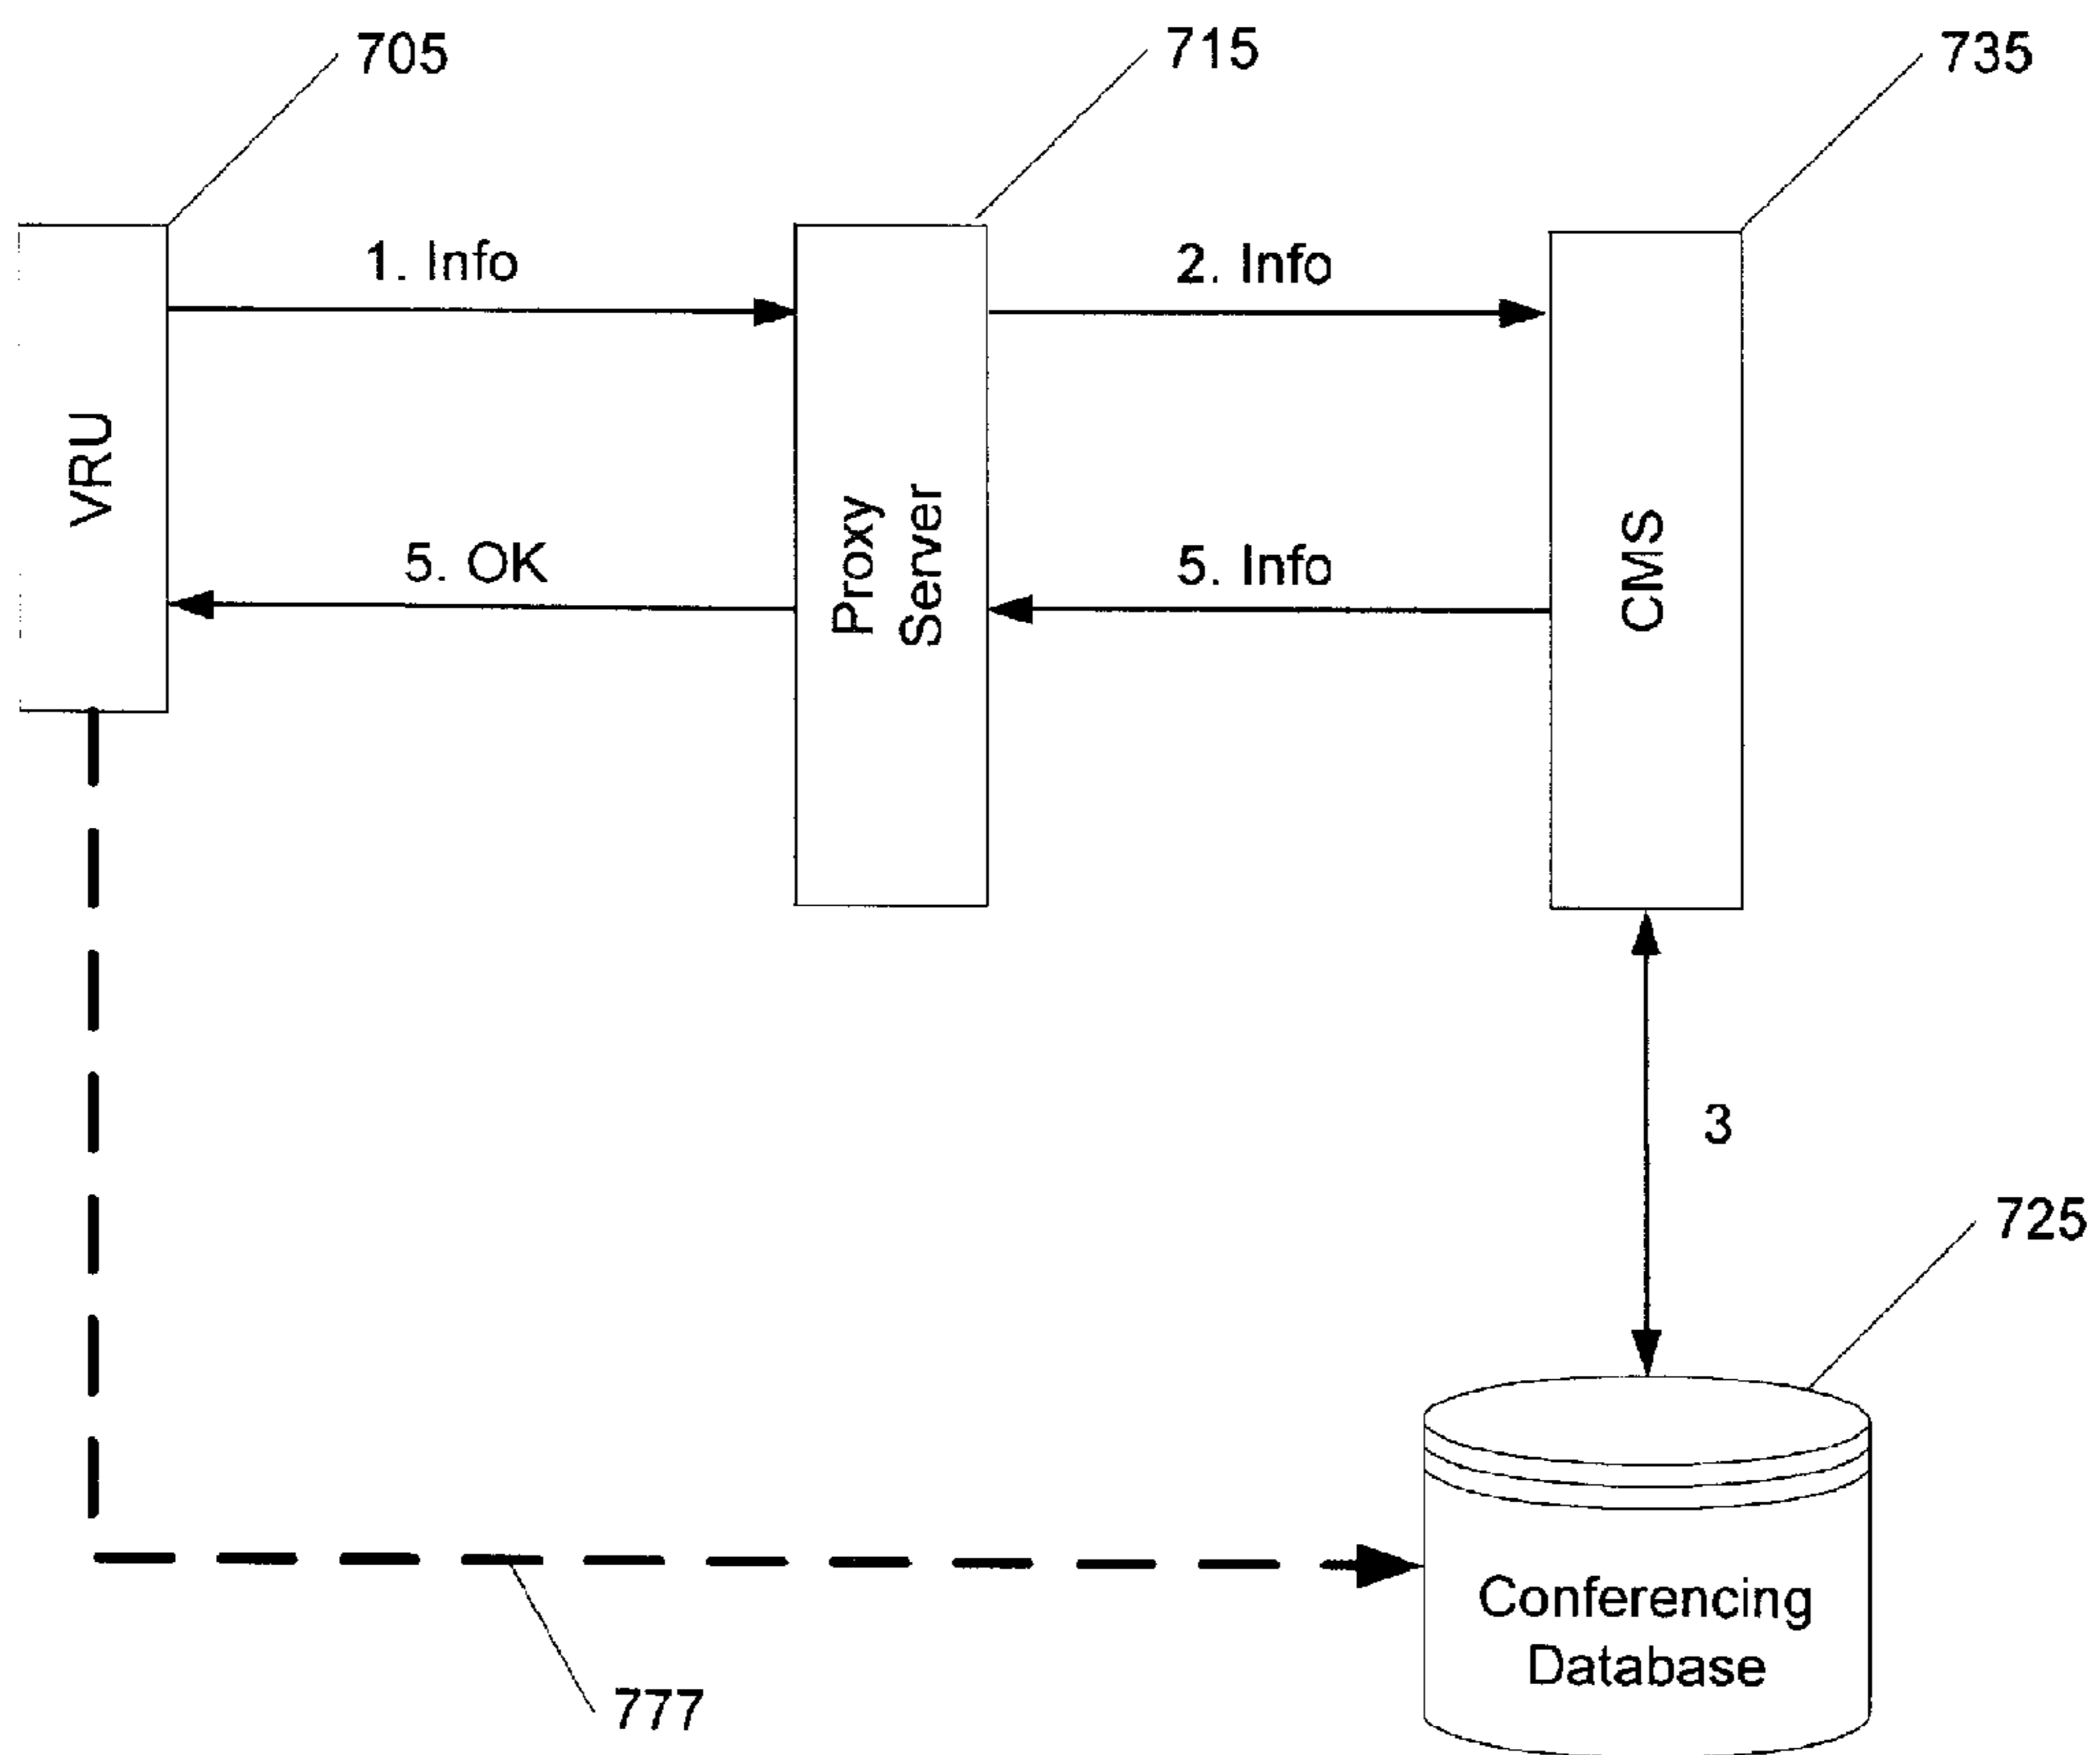 705
715
735
1. Info
2. Info
VRU
Proxy
Server
CMS
5. OK
5. Info
3
725
Conferencing
Database
777